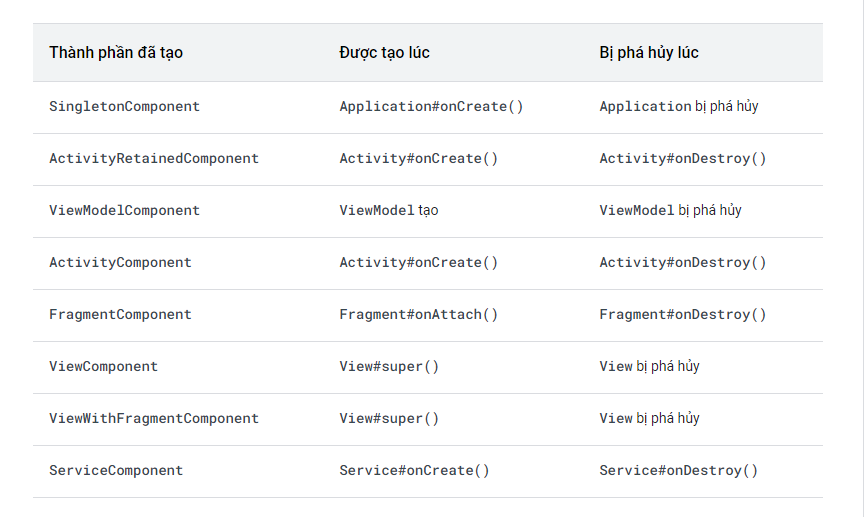 Thành phần đã tạo Được tạo lúc Bị phá hủy lúc
SingletonComponent Application#onCreate() Application bị phá hủy
ActivityRetainedComponent Activity#onCreate() Activity#onDestroy()
ViewModelComponent ViewModel tạo ViewModel bị phá hủy
ActivityComponent Activity#onCreate() Activity#onDestroy()
FragmentComponent Fragment#onAttach() Fragment#onDestroy()
ViewComponent View#super() View bị phá hủy
ViewWithFragmentComponent View#super() View bị phá hủy
ServiceComponent Service#onCreate() Service#onDestroy()